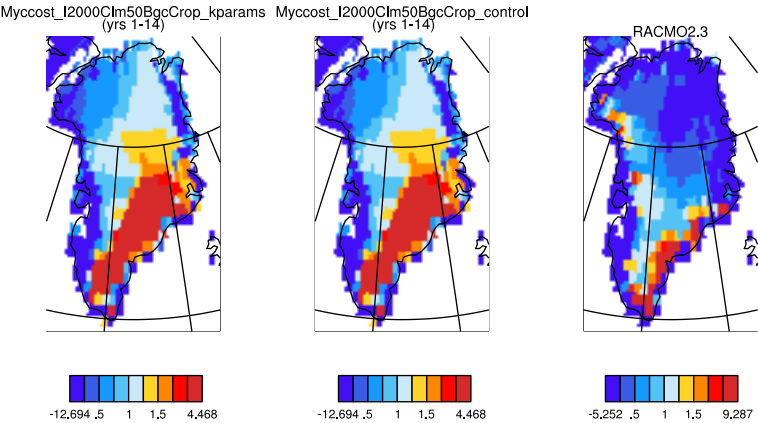 Myccost_I2000Clm50BgcCrop_kparams
(yrs 1-14)
Myccost_I2000Clm50BgcCrop_control
(yrs 1-14)
RACMO2.3
-12.694 .5 1 1.5 4.468
-12.694 .5 1 1.5 4.468
-5.252 .5 1 1.5 9.287